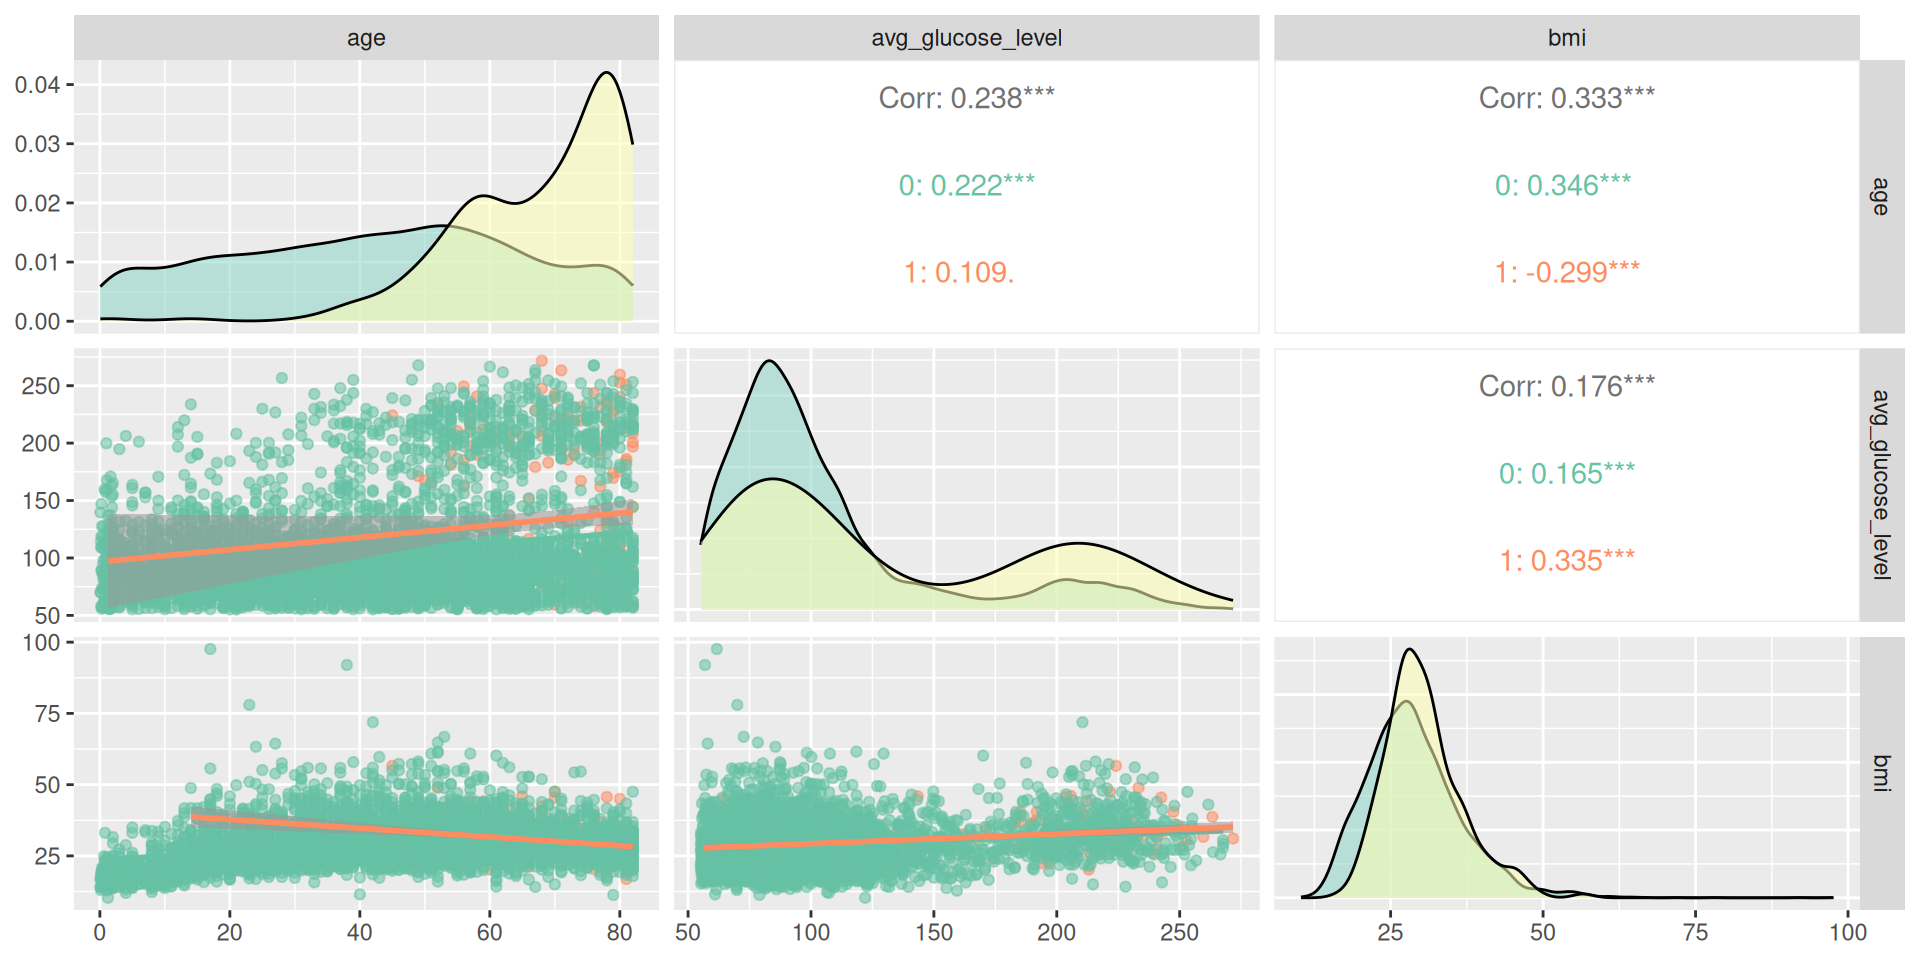 age
avg_glucose_level
bmi
0.04
0.03
0.02
0.01
0.00
Corr: 0.238***
0: 0.222***
1: 0.109.
Corr: 0.333***
0: 0.346***
1: -0.299***
age
250
200
150
100
50
Corr: 0.176***
0: 0.165***
1: 0.335***
avg_glucose_level
100
75
50
25
bmi
0 20 40 60 80
50 100 150 200 250
25 50 75 100